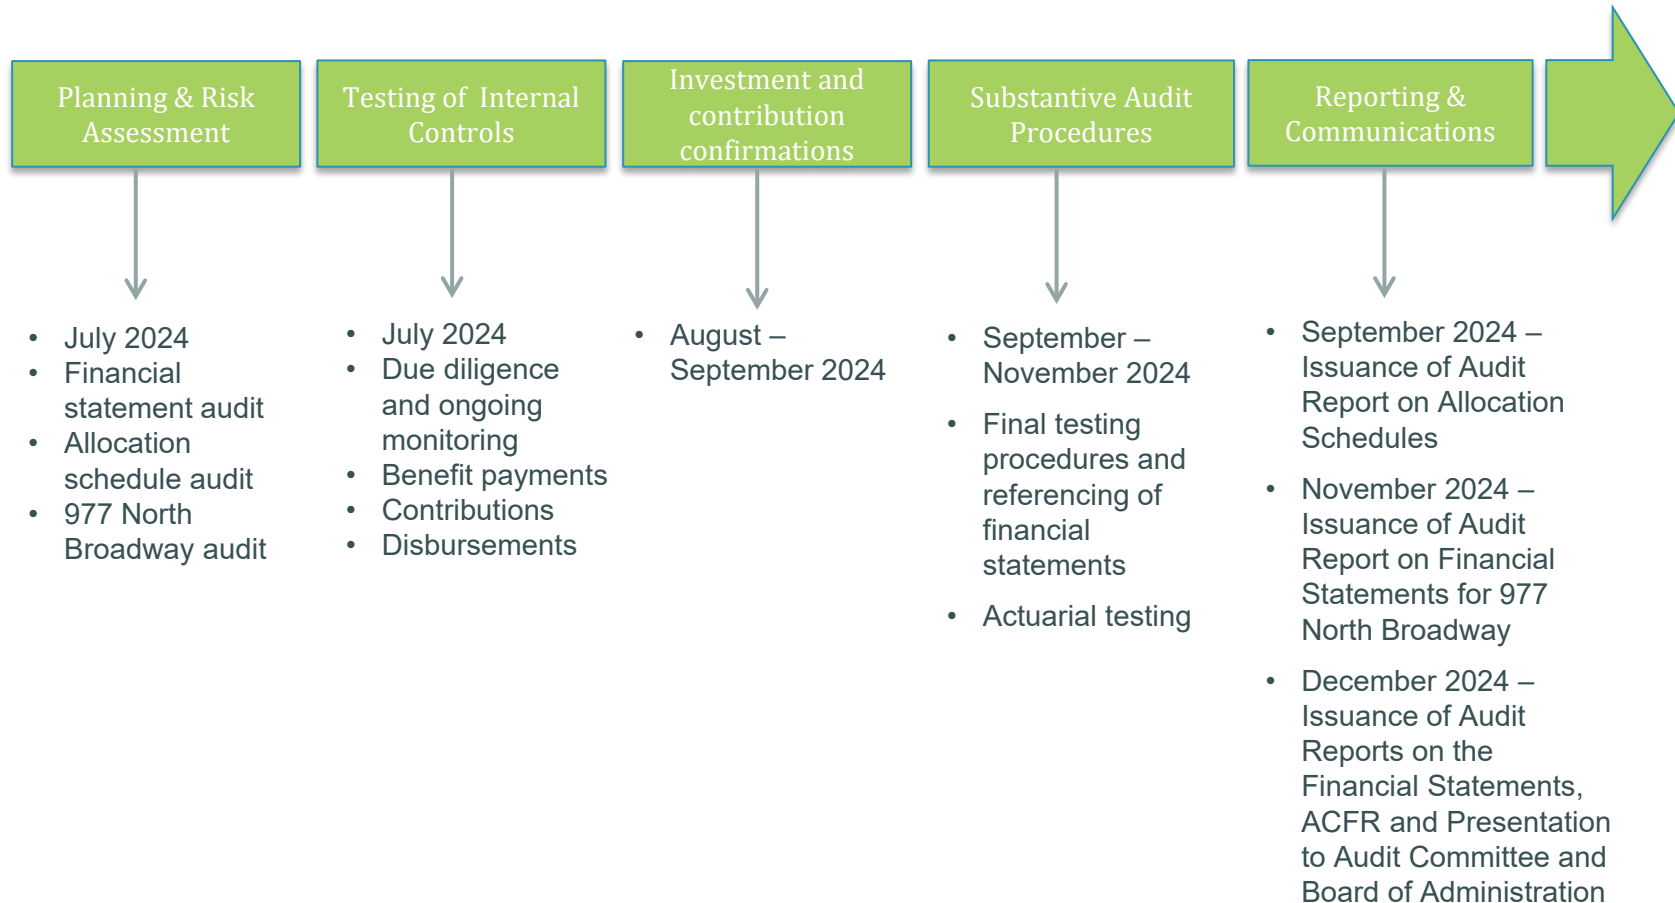 Planning & Risk
Assessment
Testing of Internal
Controls
Investment and
contribution
confirmations
Substantive Audit
Procedures
Reporting &
Communications
• July 2024
• Financial
statement audit
• Allocation
schedule audit
• 977 North
Broadway audit
• July 2024
• Due diligence
and ongoing
monitoring
• Benefit payments
• Contributions
• Disbursements
• August –
September 2024
• September –
November 2024
• Final testing
procedures and
referencing of
financial
statements
• Actuarial testing
• September 2024 –
Issuance of Audit
Report on Allocation
Schedules
• November 2024 –
Issuance of Audit
Report on Financial
Statements for 977
North Broadway
• December 2024 –
Issuance of Audit
Reports on the
Financial Statements,
ACFR and Presentation
to Audit Committee and
Board of Administration